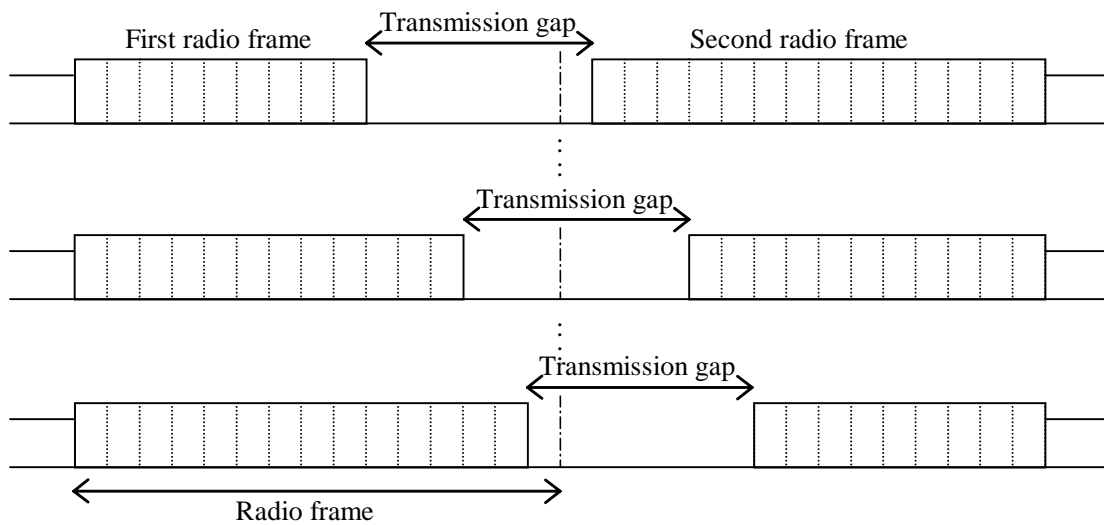 Transmission gap
First radio frame
Second radio frame
Transmission gap
Transmission gap
Radio frame